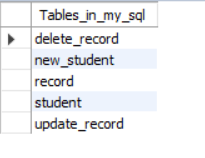 Tables_in_my_sql
delete_record
new_student
record
student
update_record